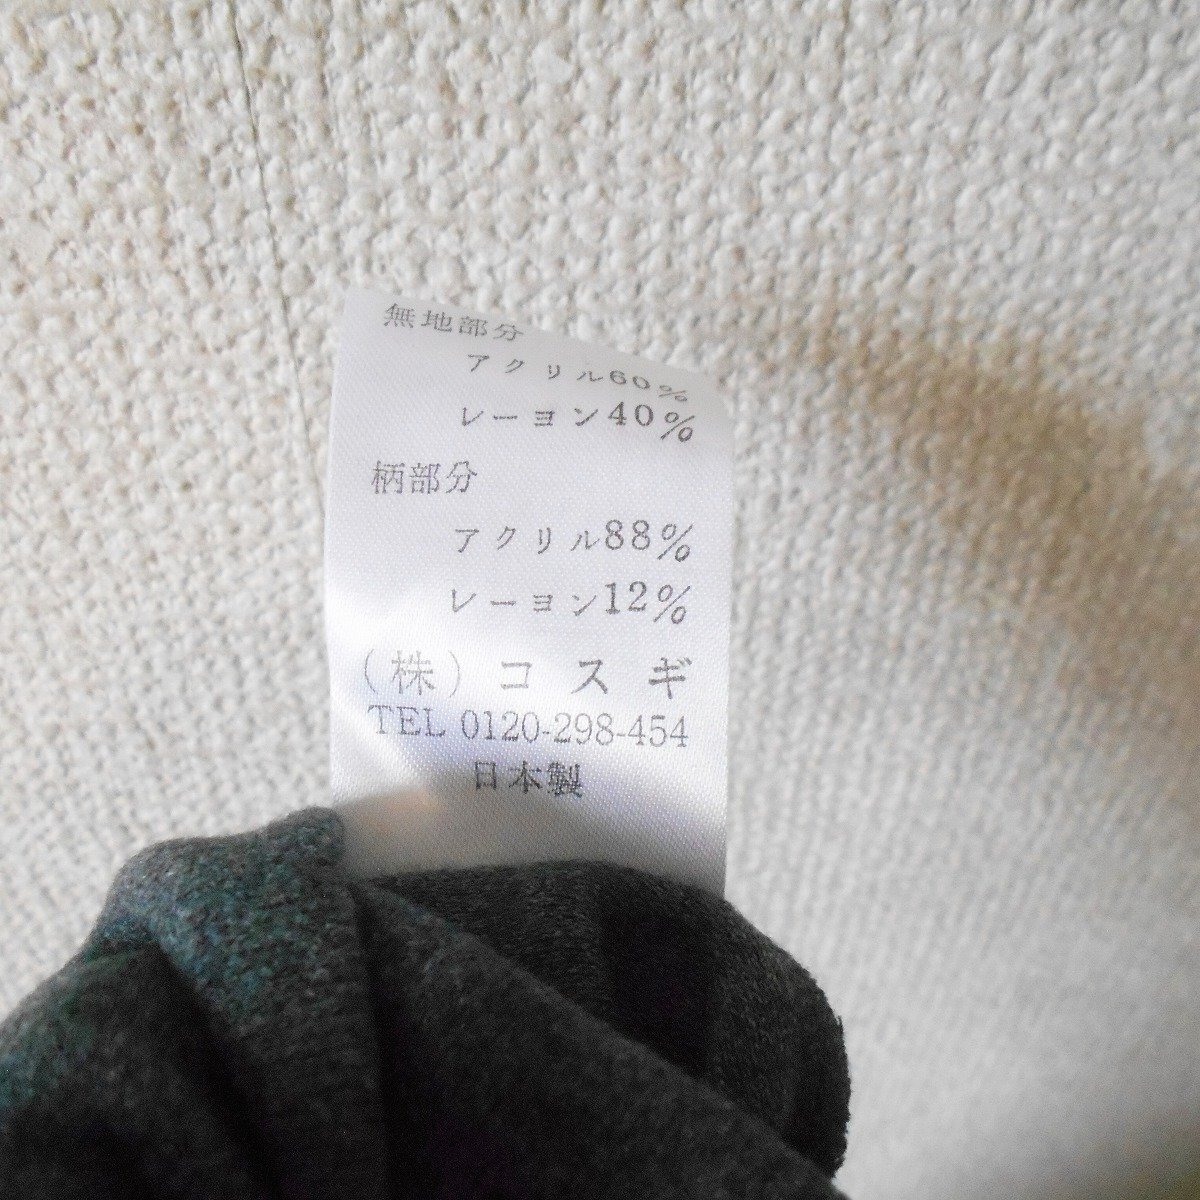 無地部分
アクリル60%
レーヨン40%
柄部分
アクリル88%
レーヨン12%
(株)コスギ
TEL 0120-298-454
日本製